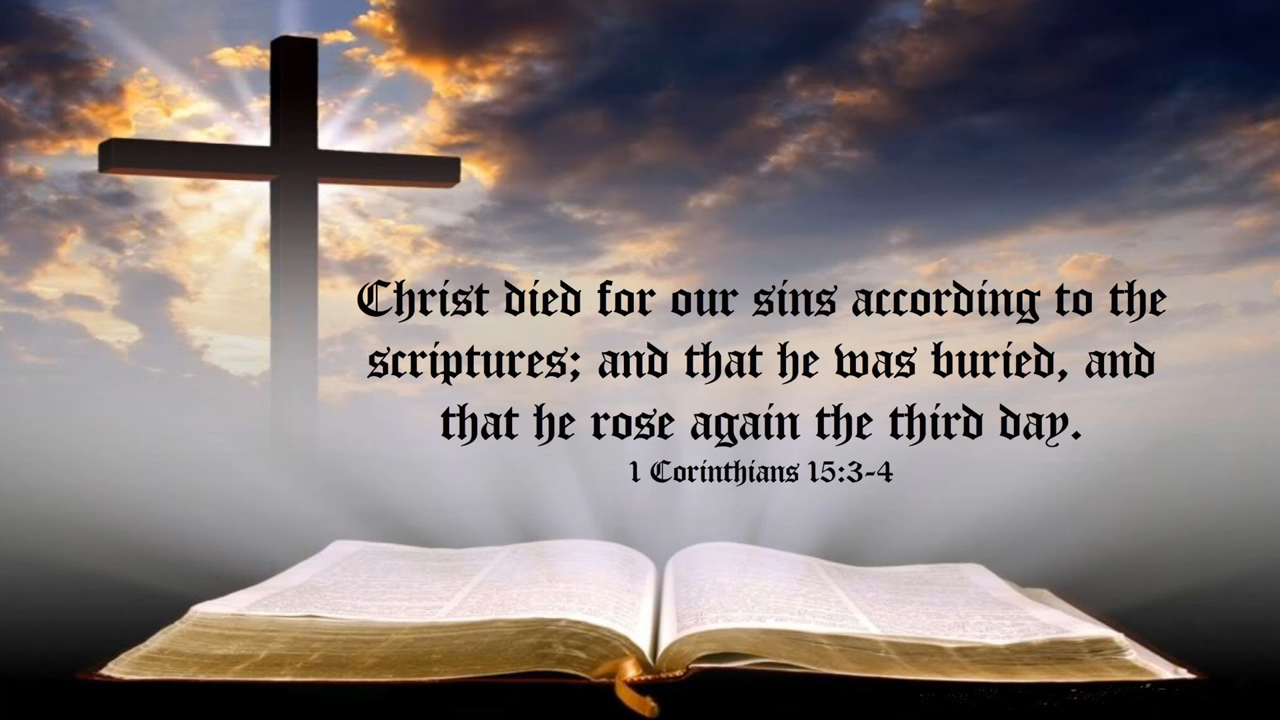 Christ died for our sins according to the
scriptures; and that he was buried, and
that he rose again the third day.
1 Corinthians 15:3-4